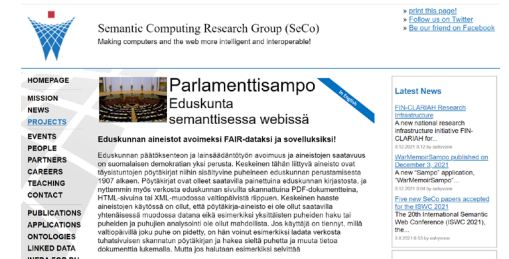 Semantic Computing Research Group (SeCo)
Making computers and the web more intelligent and interoperable!
» print this page!
» Follow us on Twitter
» Be our friend on Facebook
HOMEPAGE
MISSION
NEWS
PROJECTS
EVENTS
PEOPLE
PARTNERS
CAREERS
TEACHING
CONTACT
PUBLICATIONS
APPLICATIONS
ONTOLOGIES
LINKED DATA
Parlamenttisampo
Eduskunta
semanttisessa webissä
In English
Eduskunnan aineistot avoimeksi FAIR-dataksi ja sovelluksiksi!
Eduskunnan päätöksenteon ja lainsäädäntötyön avoimuus ja aineistojen saatavuus
on suomalaisen demokratian yksi perusta. Keskeinen tähän liittyvä aineisto ovat
täysistuntojen pöytäkirjat niihin sisältyvine puheineen eduskunnan perustamisesta
1907 alkaen. Pöytäkirjat ovat olleet saatavilla painettuina eduskunnan kirjastosta, ja
nyttemmin myös verkosta eduskunnan sivuilta skannattuina PDF-dokumentteina,
HTML-sivuina tai XML-muodossa valtiopäivästä riippuen. Keskeinen haaste
aineistojen käytössä on ollut, että pöytäkirja-aineisto ei ole ollut saatavilla
yhtenäisessä muodossa datana eikä esimerkiksi yksittäisten puheiden haku tai
puheiden ja puhujien analysointi ole ollut mahdollista. Jos käyttäjä on tiennyt, millä
valtiopäivillä joku puhe on pidetty, on hän voinut esimerkiksi ladata verkosta
tuhatsivuisen skannatun pöytäkirjan ja hakea sieltä puhetta ja muuta tietoa
dokumenttia lukemalla. Mutta jos halutaan esimerkiksi selvittää
Latest News
FIN-CLARIAH Research
Infrastructure
A new national research
infrastructure initiative FIN-
CLARIAH for...
WarMemoirSampo published on
December 3, 2021
A new "Sampo" application,
"WarMemoirSampo"...
Five new SeCo papers accepted
for the ISWC 2021
The 20th International Semantic
Web Conference (ISWC 2021),
the...